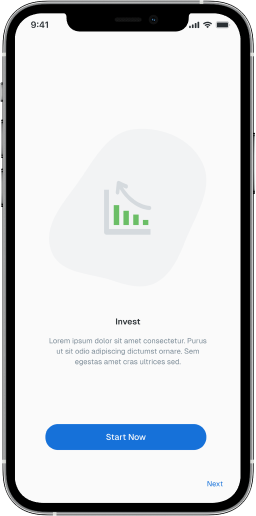 9:41
Invest
Lorem ipsum dolor sit amet consectetur. Purus
ut sit odio adipiscing dictumst ornare. Sem
egestas amet cras ultrices sed.
Start Now
Next